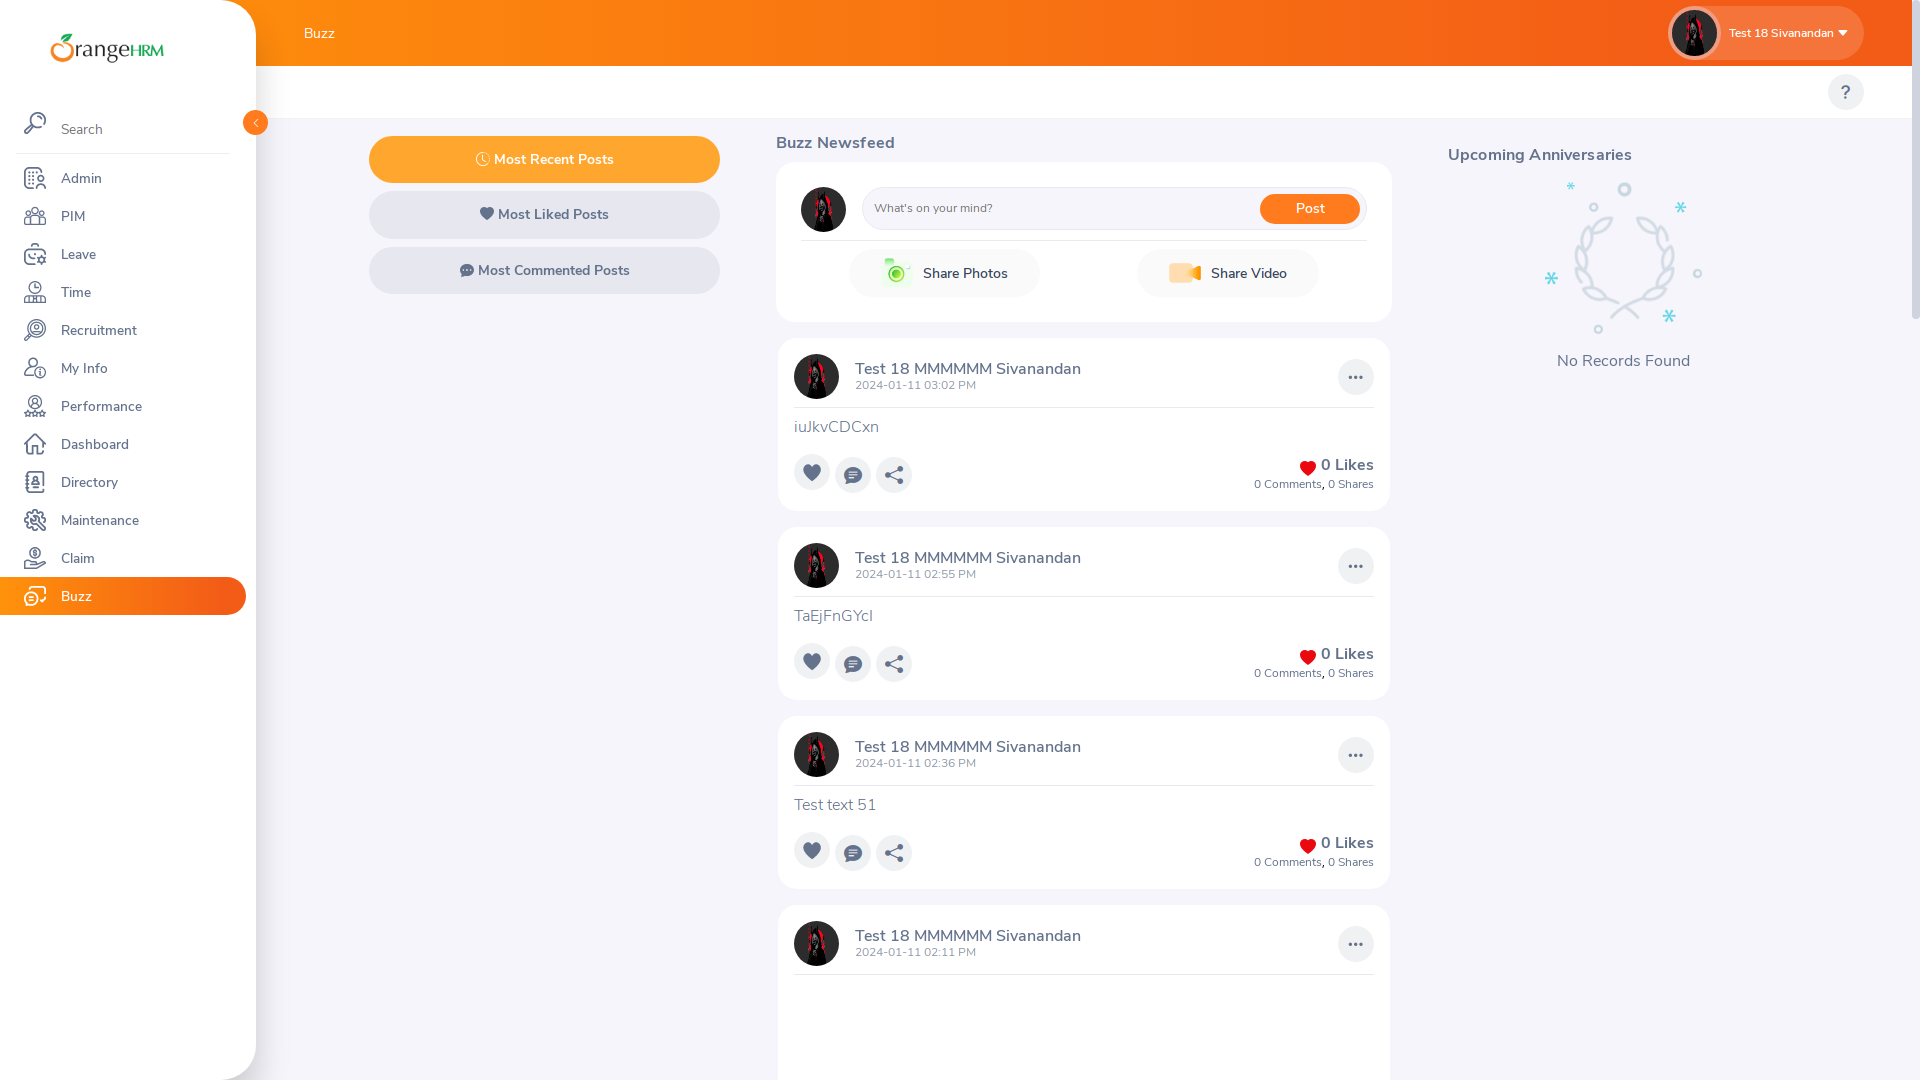 OrangeHRM
Search
Admin
PIM
Leave
Time
Recruitment
My Info
Performance
Dashboard
Directory
Maintenance
Claim
Buzz
Buzz
Test 18 Sivanandan
?
Most Recent Posts
Most Liked Posts
Most Commented Posts
Buzz Newsfeed
What's on your mind?
Post
Share Photos
Share Video
Test 18 MMMMMM Sivanandan
2024-01-11 03:02 PM
iuJkvCDCxn
0 Likes
0 Comments, 0 Shares
Test 18 MMMMMM Sivanandan
2024-01-11 02:55 PM
TaEjFnGYcI
0 Likes
0 Comments, 0 Shares
Test 18 MMMMMM Sivanandan
2024-01-11 02:36 PM
Test text 51
0 Likes
0 Comments, 0 Shares
Test 18 MMMMMM Sivanandan
2024-01-11 02:11 PM
Upcoming Anniversaries
No Records Found